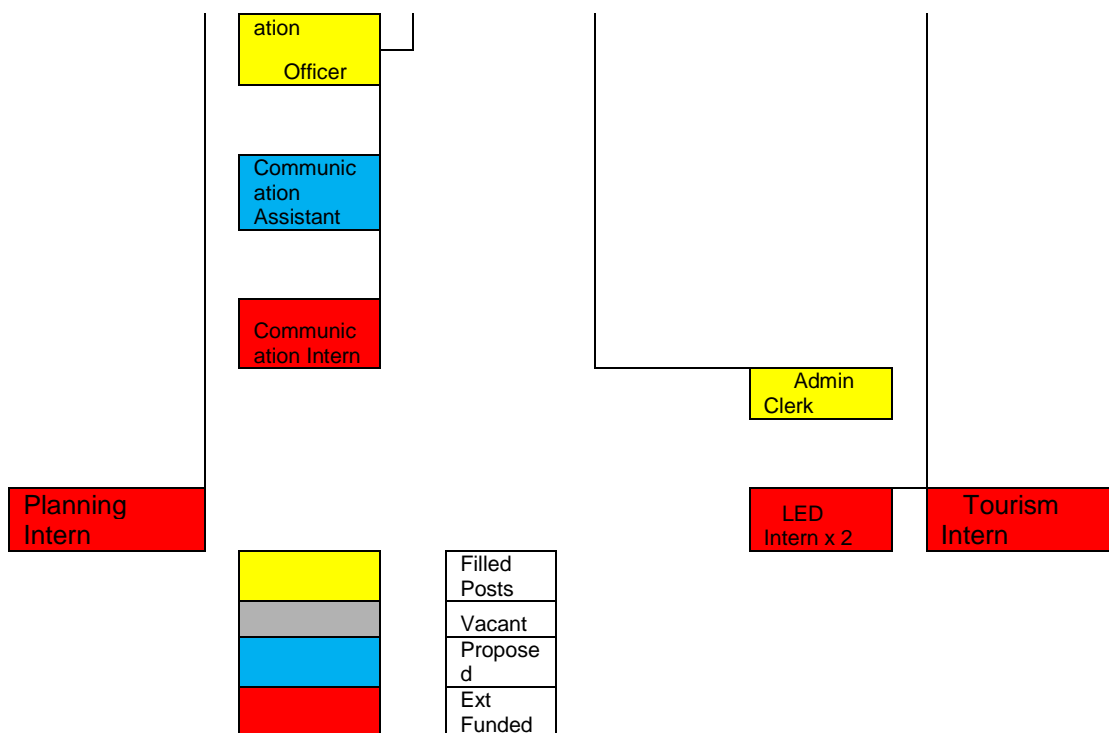 ation
Officer
Communic
ation
Assistant
Communic
ation Intern
Admin
Clerk
Planning
Intern
LED
Intern x 2
Tourism
Intern
Filled
Posts
Vacant
Propose
d
Ext
Funded